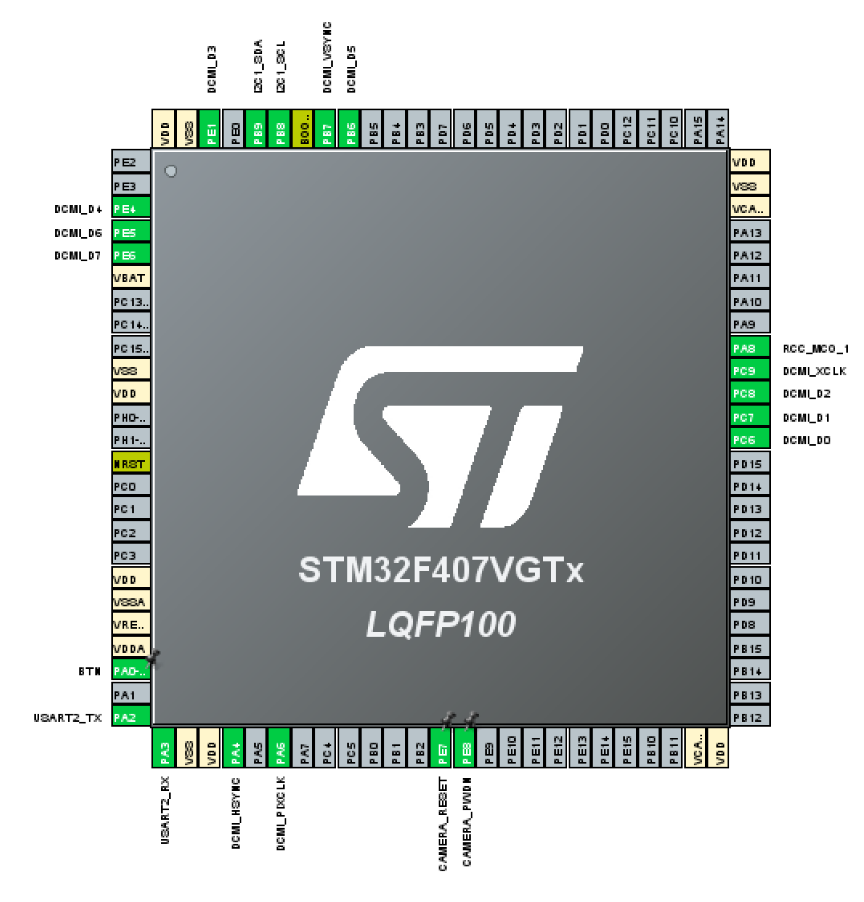 DCMI_D3
I2C1_SDA
I2C1_SCL
DCMI_VSYNC
DCMI_D5
VDD
VSS
PE1
PE0
PB9
PB8
BOO..
PB7
PB6
PB5
PB4
PB3
PD7
PD6
PD5
PD4
PD3
PD2
PD1
PD0
PC12
PC11
PC10
PA15
PA14
PE2
PE3
DCMI_D4 PE4
DCMI_D6 PE5
DCMI_D7 PE6
VBAT
PC13..
PC14..
PC15..
VSS
VDD
PH0-..
PH1-..
NRST
PC0
PC1
PC2
PC3
VDD
VSSA
VRE..
VDDA
BTN PA0-..
PA1
USART2_TX PA2
VDD
VSS
VCA..
PA13
PA12
PA11
PA10
PA9
PA8 RCC_MCO_1
PC9 DCMI_XCLK
PC8 DCMI_D2
PC7 DCMI_D1
PC6 DCMI_D0
PD15
PD14
PD13
PD12
PD11
PD10
PD9
PD8
PB15
PB14
PB13
PB12
ST
STM32F407VGTx
LQFP100
PA3
VSS
VDD
PA4
PA5
PA6
PA7
PC4
PC5
PB0
PB1
PB2
PE7
PE8
PE9
PE10
PE11
PE12
PE13
PE14
PE15
PB10
PB11
VCA..
VDD
USART2_RX
DCMI_HSYNC
DCMI_PIXCLK
CAMERA_RESET
CAMERA_PWDN